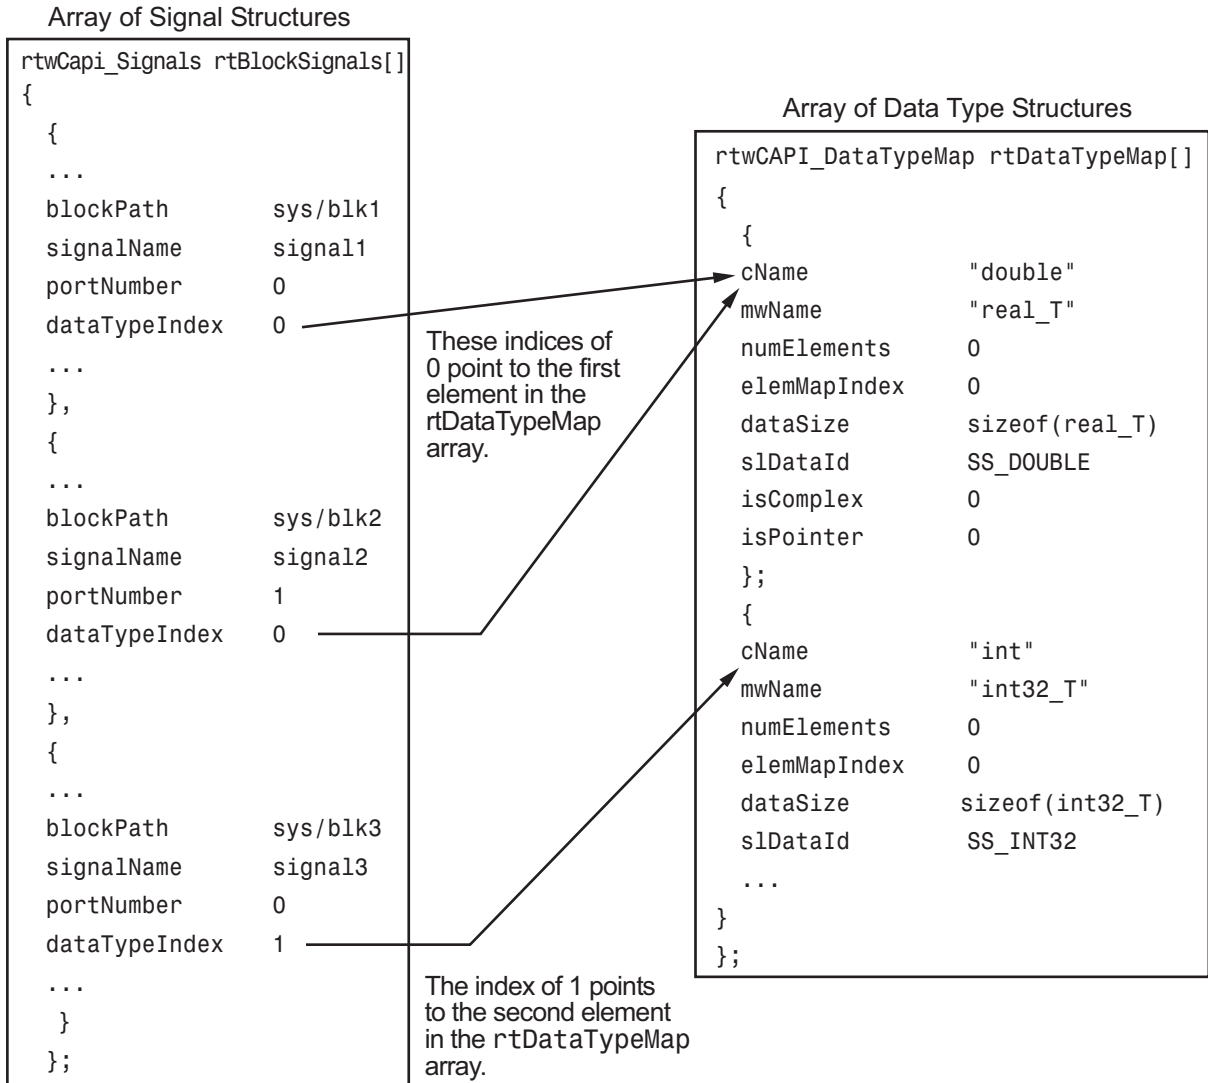 Array of Signal Structures
rtwCapi_Signals rtBlockSignals[]
{
{
...
blockPath sys/blk1
signalName signal1
portNumber 0
dataTypeIndex 0
...
},
{
...
blockPath sys/blk2
signalName signal2
portNumber 1
dataTypeIndex 0
...
},
{
...
blockPath sys/blk3
signalName signal3
portNumber 0
dataTypeIndex 1
...
}
};
These indices of
0 point to the first
element in the
rtDataTypeMap
array.
The index of 1 points
to the second element
in the rtDataTypeMap
array.
Array of Data Type Structures
rtwCAPI_DataTypeMap rtDataTypeMap[]
{
{
cName "double"
mwName "real_T"
numElements 0
elemMapIndex 0
dataSize sizeof(real_T)
slDataId SS_DOUBLE
isComplex 0
isPointer 0
};
{
cName "int"
mwName "int32_T"
numElements 0
elemMapIndex 0
dataSize sizeof(int32_T)
slDataId SS_INT32
...
}
};